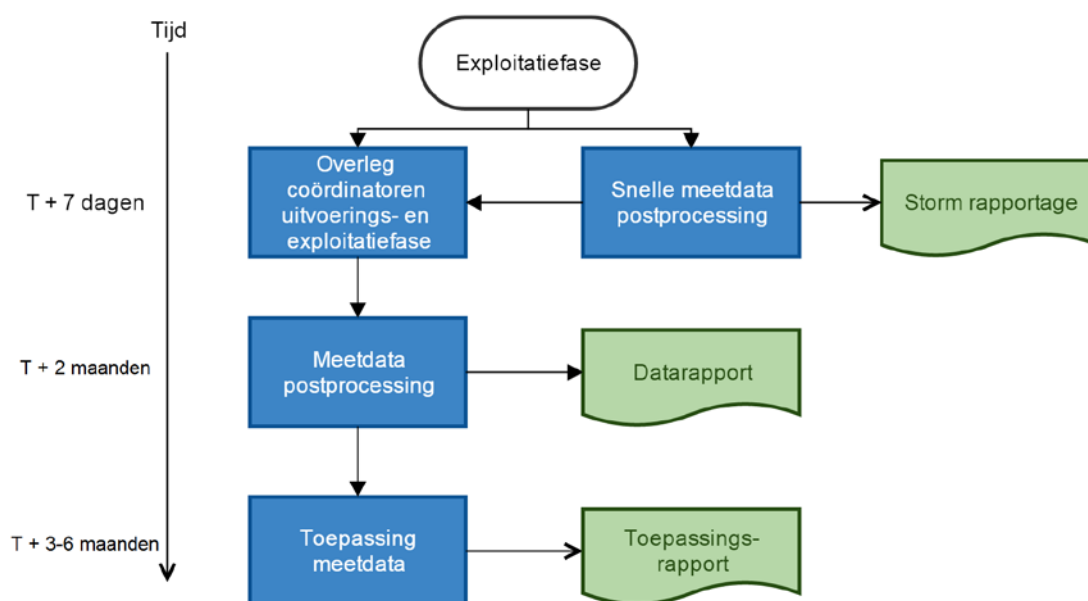 Tijd
Exploitatiefase
T + 7 dagen
Overleg
coördinatoren
uitvoerings- en
exploitatiefase
Snelle meetdata
postprocessing
Storm rapportage
T + 2 maanden
Meetdata
postprocessing
Datarapport
T + 3-6 maanden
Toepassing
meetdata
Toepassings-
rapport